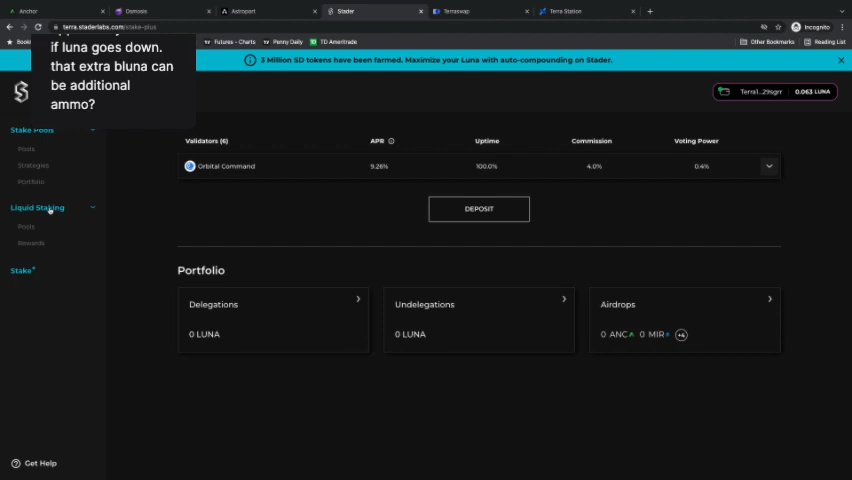 Anchor
Osmosis
Astroport
Stader
Terraswap
Terra Station
terra.staderlabs.com/stake-plus
Incognito
Futures - Charts
Penny Daily
TD Ameritrade
Other Bookmarks
Reading List
if luna goes down.
that extra bluna can
be additional
ammo?
3 Million SD tokens have been farmed. Maximize your Luna with auto-compounding on Stader.
0.063 LUNA
Stake Pools
Pools
Strategies
Portfolio
Liquid Staking
Pools
Rewards
Stake+
Validators (6)
APR
Uptime
Commission
Voting Power
Orbital Command
9.26%
100.0%
4.0%
0.4%
DEPOSIT
Portfolio
Delegations
0 LUNA
Undelegations
0 LUNA
Airdrops
0 ANC 0 MIR +4
Get Help